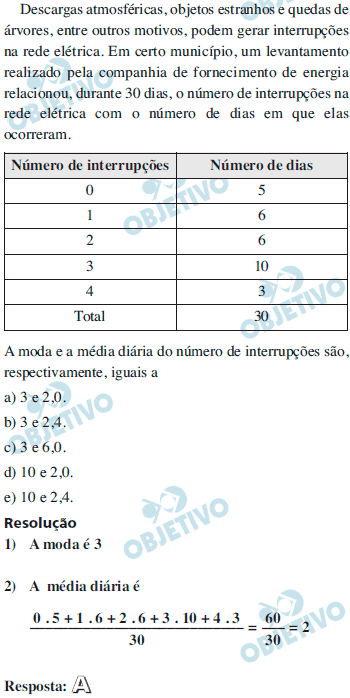 Descargas atmosféricas, objetos estranhos e quedas de
árvores, entre outros motivos, podem gerar interrupções
na rede elétrica. Em certo município, um levantamento
realizado pela companhia de fornecimento de energia
relacionou, durante 30 dias, o número de interrupções na
rede elétrica com o número de dias em que elas
ocorreram.
Número de interrupções Número de dias
0 5
1 6
2 6
3 10
4 3
Total 30
A moda e a média diária do número de interrupções são,
respectivamente, iguais a
a) 3 e 2,0.
b) 3 e 2,4.
c) 3 e 6,0.
d) 10 e 2,0.
e) 10 e 2,4.
Resolução
1) A moda é 3
2) A média diária é
0 . 5 + 1 . 6 + 2 . 6 + 3 . 10 + 4 . 3
30
= 60
30
= 2
Resposta: A
OBJETIVO
OBJETIVO
OBJETIVO
OBJETIVO
OBJETIVO
OBJETIVO
OBJETIVO